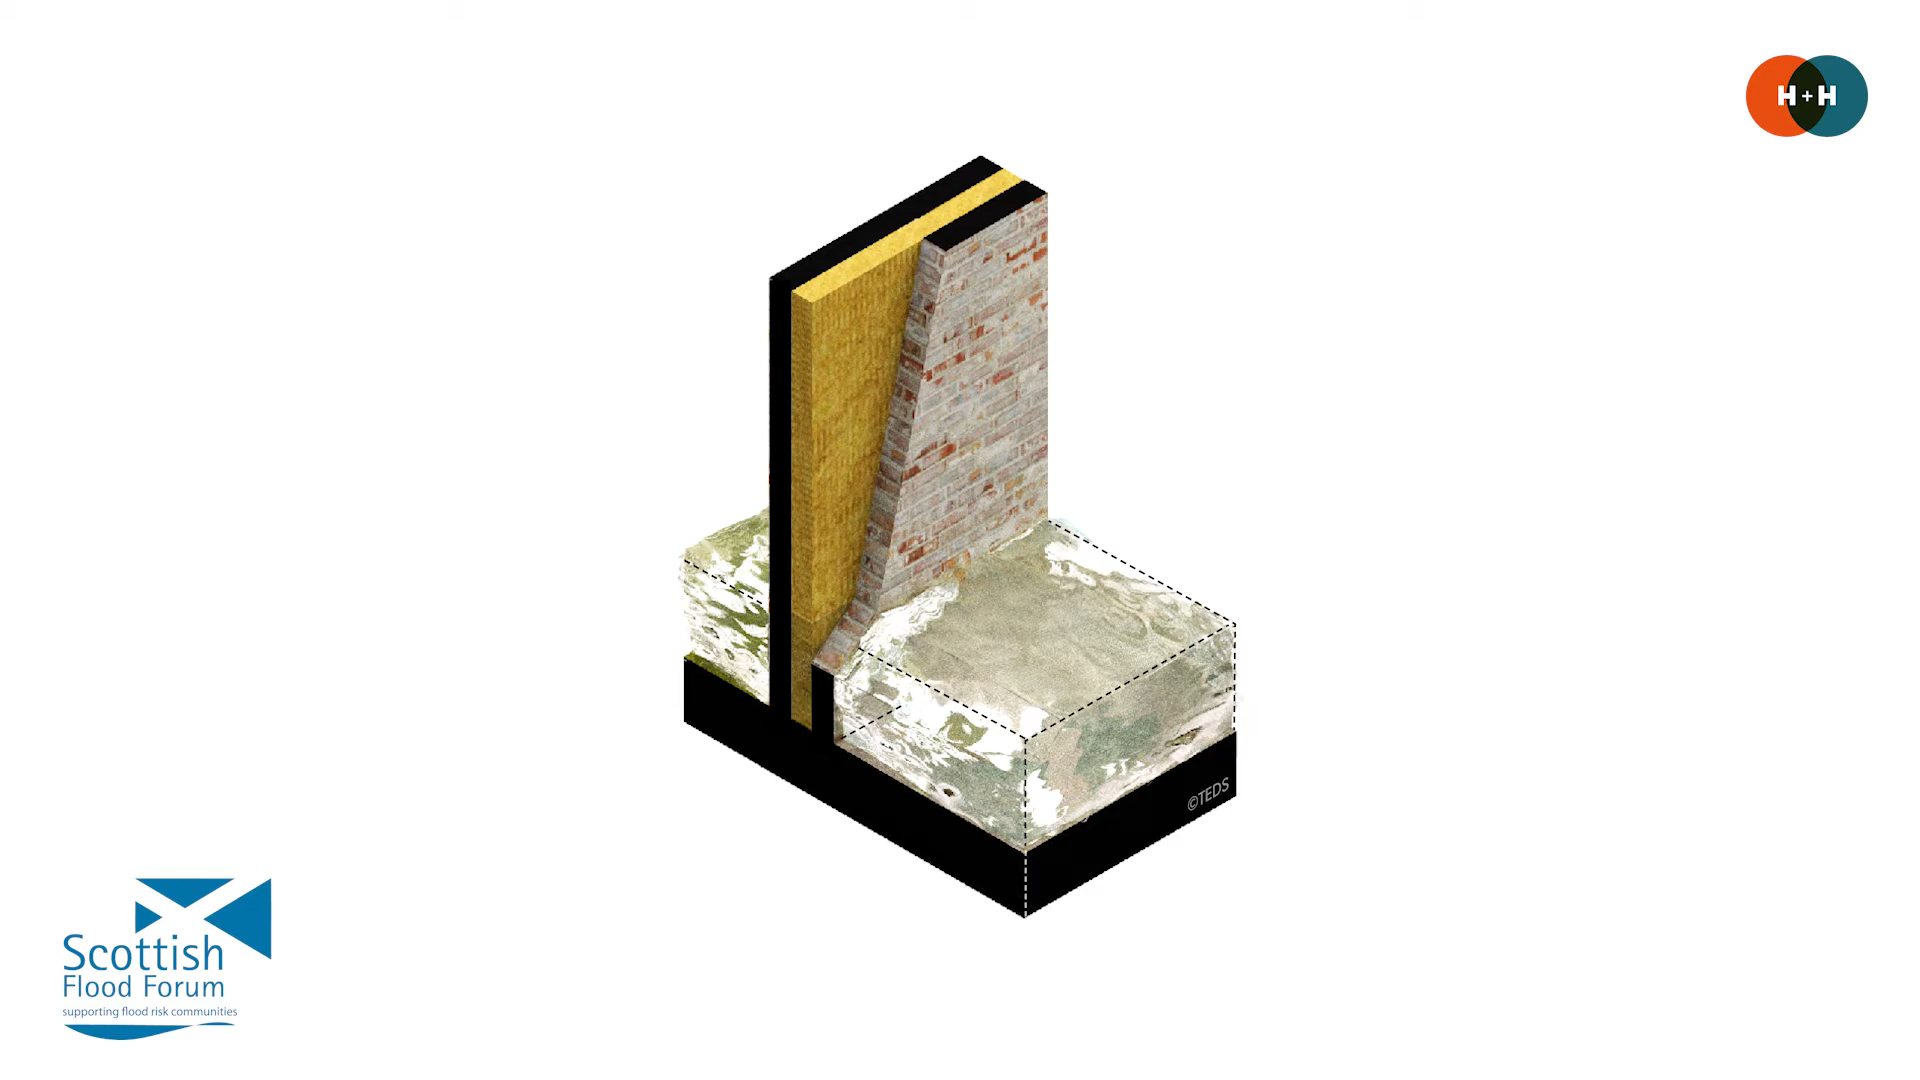 H+H
©TEDS
Scottish
Flood Forum
supporting flood risk communities